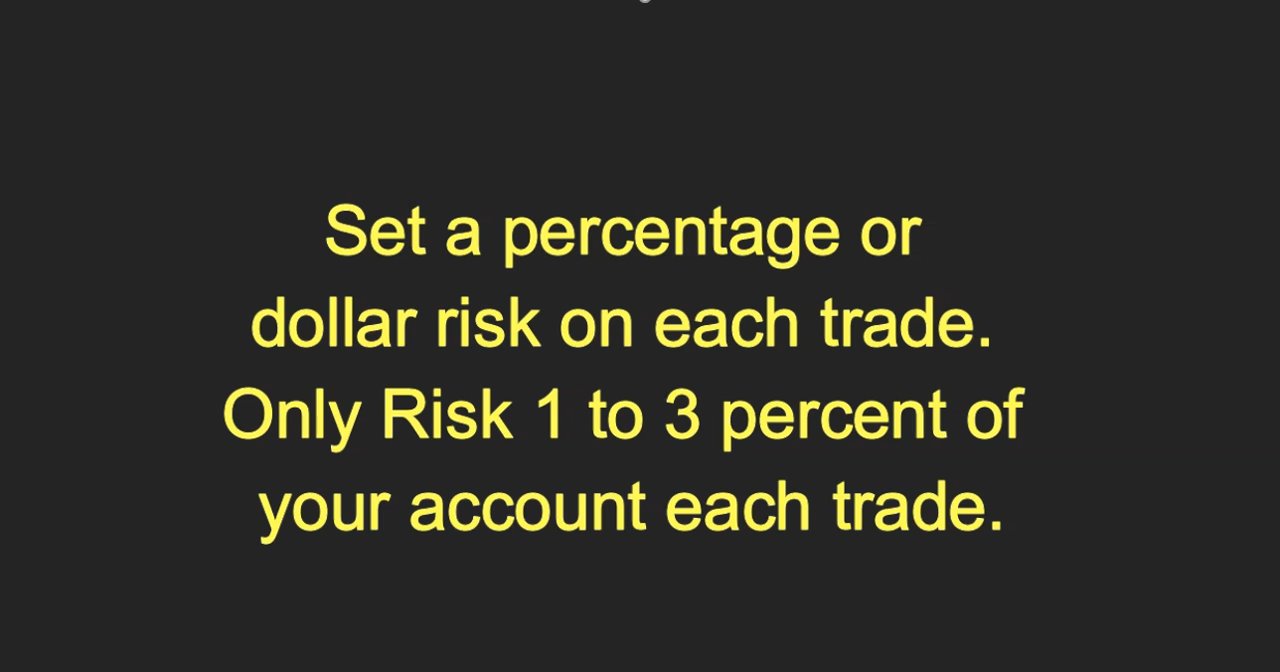 Set a percentage or
dollar risk on each trade.
Only Risk 1 to 3 percent of
your account each trade.